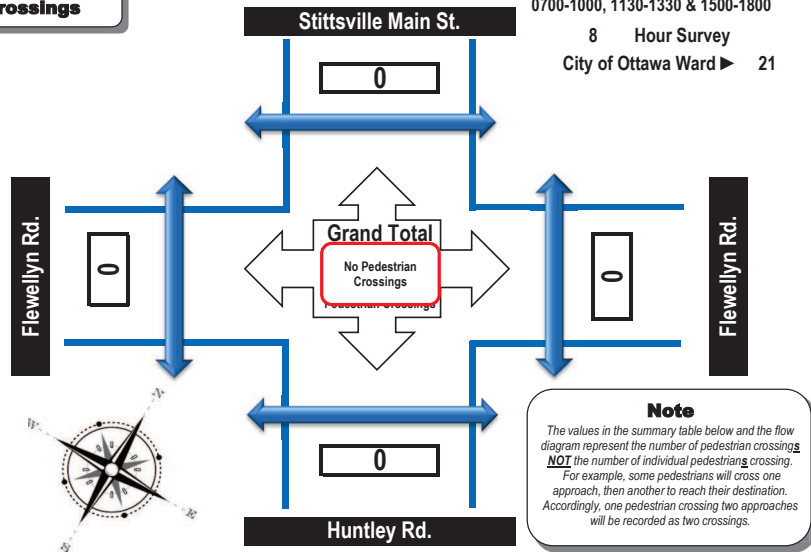 rossings
Stittsville Main St.
0700-1000, 1130-1330 & 1500-1800
8 Hour Survey
City of Ottawa Ward ► 21
0
Flewellyn Rd.
0
Grand Total
No Pedestrian
Crossings
Pedestrian Crossings
0
Flewellyn Rd.
N
W
E
S
0
Huntley Rd.
Note
The values in the summary table below and the flow
diagram represent the number of pedestrian crossings
NOT the number of individual pedestrians crossing.
For example, some pedestrians will cross one
approach, then another to reach their destination.
Accordingly, one pedestrian crossing two approaches
will be recorded as two crossings.